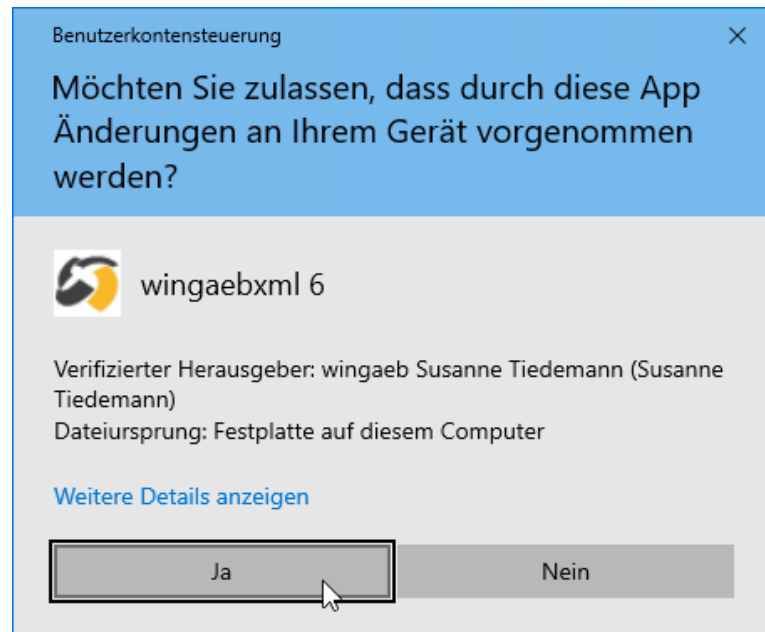 Benutzerkontensteuerung
Möchten Sie zulassen, dass durch diese App
Änderungen an Ihrem Gerät vorgenommen
werden?
wingaebxml 6
Verifizierter Herausgeber: wingaeb Susanne Tiedemann (Susanne
Tiedemann)
Dateiursprung: Festplatte auf diesem Computer
Weitere Details anzeigen
Ja
Nein